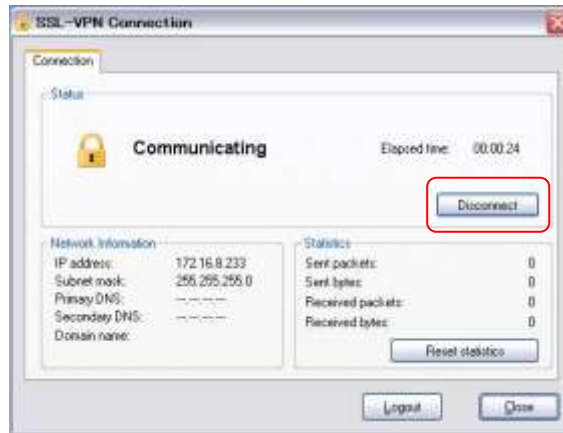 SSL-VPN Connection
Connection
Status
Communicating
Elapsed time: 00:00:24
Disconnect
Network Information
IP address: 172.16.8.233
Subnet mask: 255.255.255.0
Primary DNS: ---.---.---.---
Secondary DNS: ---.---.---.---
Domain name:
Statistics
Sent packets: 0
Sent bytes: 0
Received packets: 0
Received bytes: 0
Reset statistics
Logout
Close